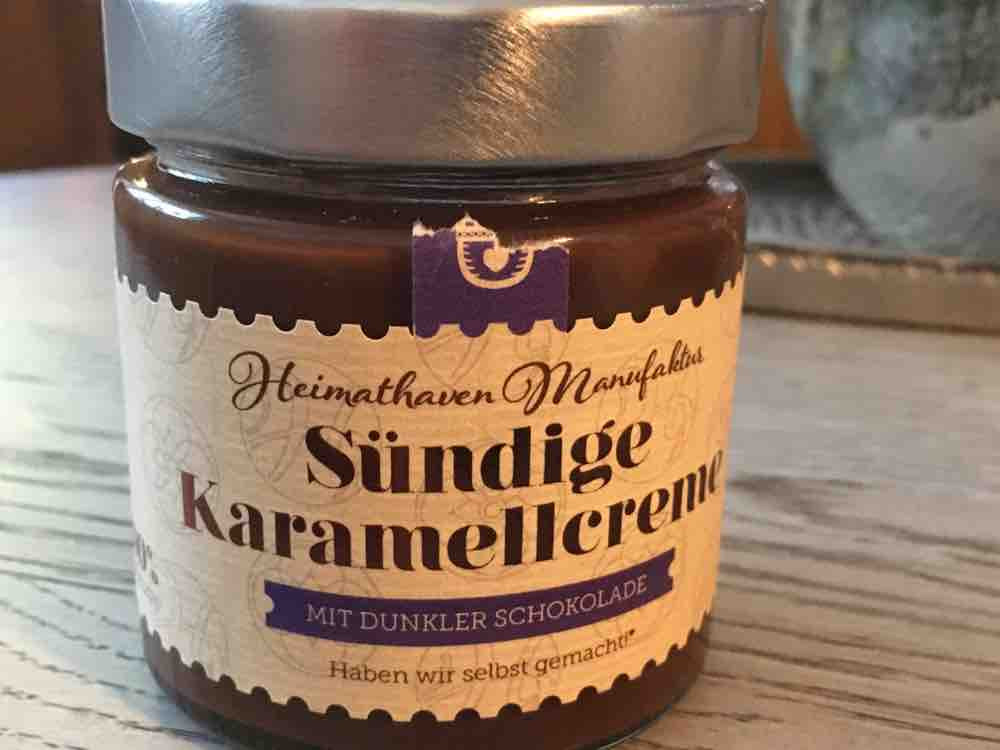 Heimathaven Manufaktur
Sündige
Karamellcreme
MIT DUNKLER SCHOKOLADE
Haben wir selbst gemacht!*